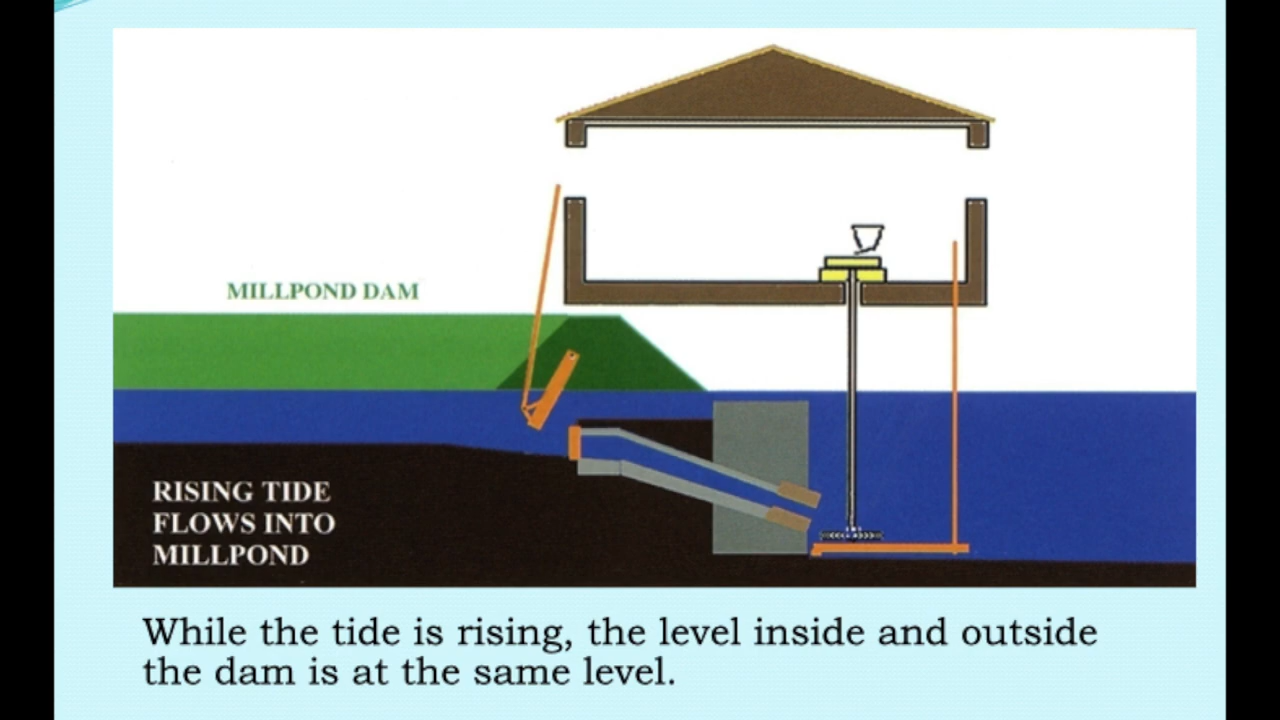 MILLPOND DAM
RISING TIDE
FLOWS INTO
MILLPOND
While the tide is rising, the level inside and outside
the dam is at the same level.